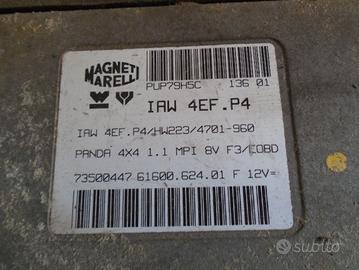 MAGNETI
MARELLI
PUP79H5C 136 01
IAW 4EF.P4
IAW 4EF.P4/HW223/4701-960
PANDA 4X4 1.1 MPI 8V F3/EOBD
73500447 61600.624.01 F 12V=
subito